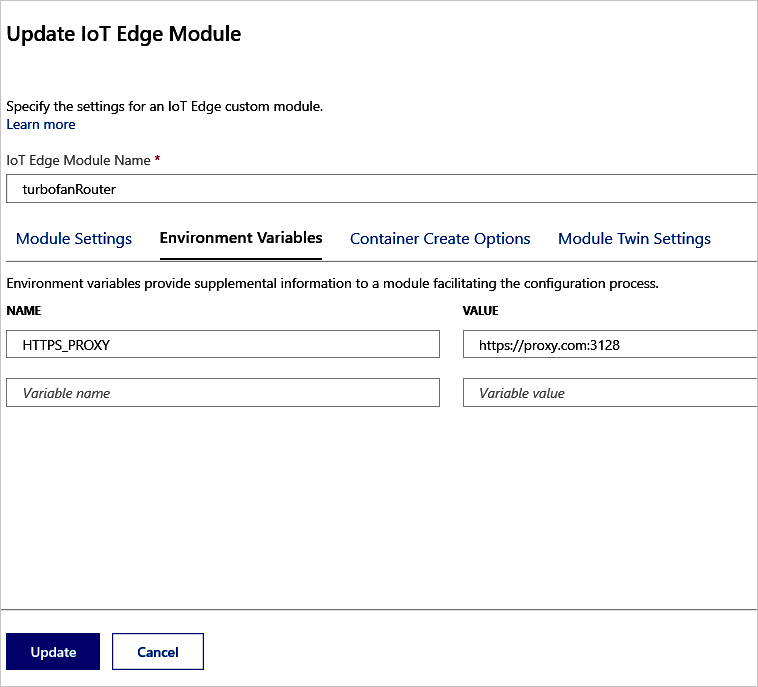 Update IoT Edge Module
Specify the settings for an IoT Edge custom module.
Learn more
IoT Edge Module Name *
turbofanRouter
Module Settings Environment Variables Container Create Options Module Twin Settings
Environment variables provide supplemental information to a module facilitating the configuration process.
NAME VALUE
HTTPS_PROXY https://proxy.com:3128
Variable name Variable value
Update Cancel